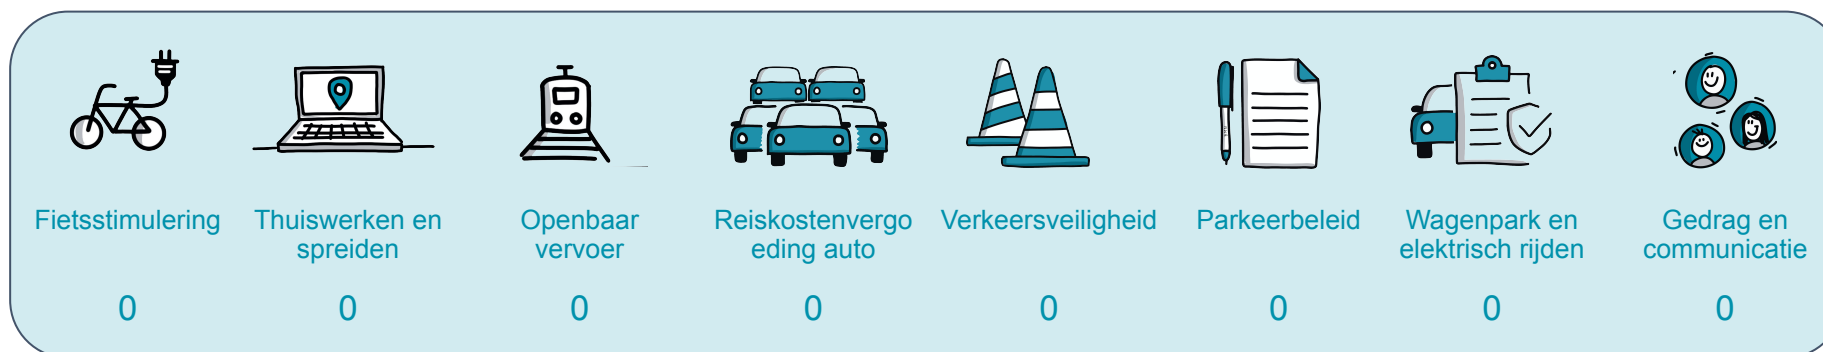 Fietsstimulering
Thuiswerken en
spreiden
Openbaar
vervoer
Reiskostenvergo
eding auto
Verkeersveiligheid
Parkeerbeleid
Wagenpark en
elektrisch rijden
Gedrag en
communicatie
0
0
0
0
0
0
0
0